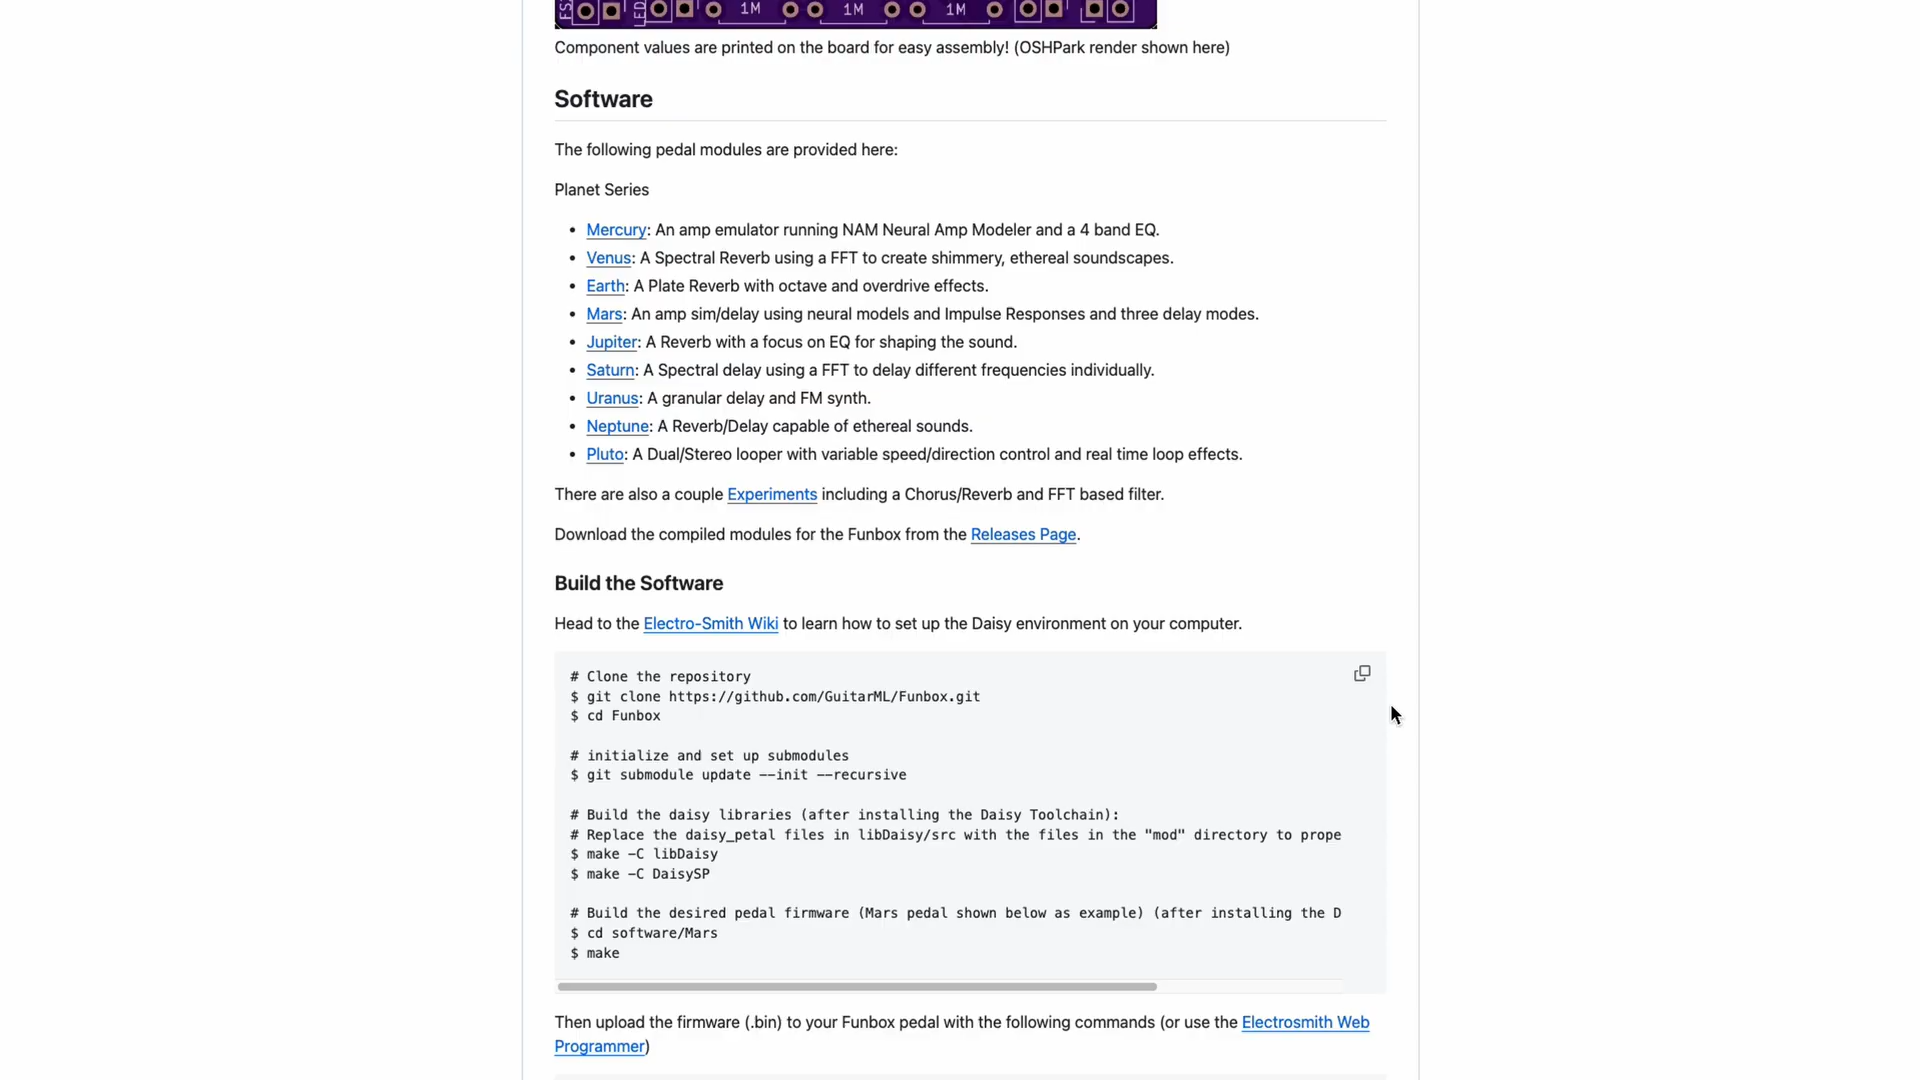 FS
LED
1M
1M
1M
Component values are printed on the board for easy assembly! (OSHPark render shown here)
Software
The following pedal modules are provided here:
Planet Series
• Mercury: An amp emulator running NAM Neural Amp Modeler and a 4 band EQ.
• Venus: A Spectral Reverb using a FFT to create shimmery, ethereal soundscapes.
• Earth: A Plate Reverb with octave and overdrive effects.
• Mars: An amp sim/delay using neural models and Impulse Responses and three delay modes.
• Jupiter: A Reverb with a focus on EQ for shaping the sound.
• Saturn: A Spectral delay using a FFT to delay different frequencies individually.
• Uranus: A granular delay and FM synth.
• Neptune: A Reverb/Delay capable of ethereal sounds.
• Pluto: A Dual/Stereo looper with variable speed/direction control and real time loop effects.
There are also a couple Experiments including a Chorus/Reverb and FFT based filter.
Download the compiled modules for the Funbox from the Releases Page.
Build the Software
Head to the Electro-Smith Wiki to learn how to set up the Daisy environment on your computer.
# Clone the repository
$ git clone https://github.com/GuitarML/Funbox.git
$ cd Funbox
# initialize and set up submodules
$ git submodule update --init --recursive
# Build the daisy libraries (after installing the Daisy Toolchain):
# Replace the daisy_petal files in libDaisy/src with the files in the "mod" directory to prope
$ make -C libDaisy
$ make -C DaisySP
# Build the desired pedal firmware (Mars pedal shown below as example) (after installing the D
$ cd software/Mars
$ make
Then upload the firmware (.bin) to your Funbox pedal with the following commands (or use the Electrosmith Web
Programmer)